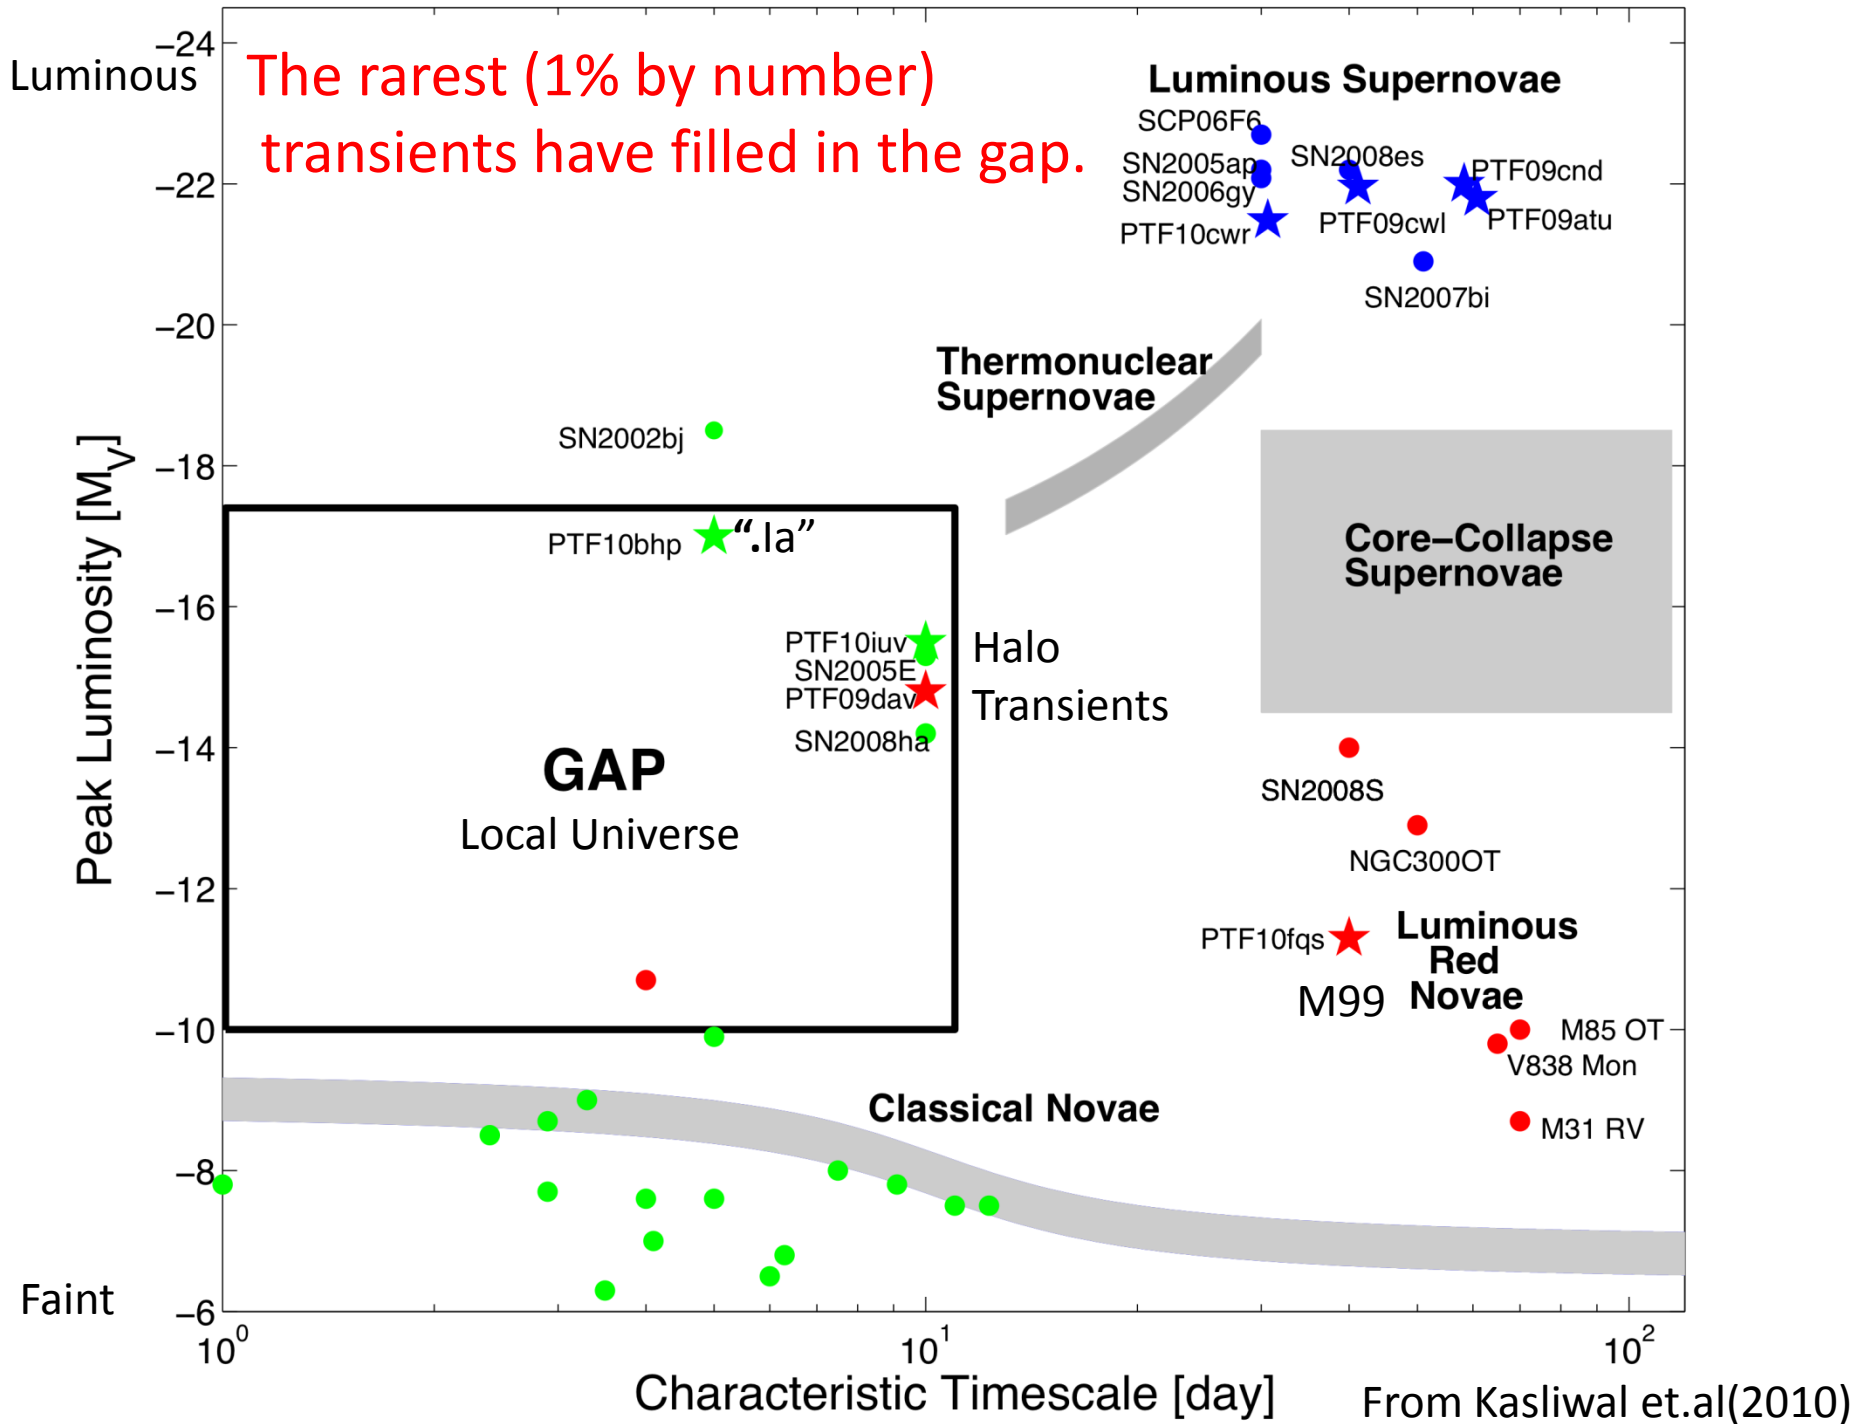 −24
Luminous
The rarest (1% by number)
transients have filled in the gap.
Luminous Supernovae
SCP06F6
SN2005ap
SN2008es
PTF09cnd
−22
SN2006gy
PTF10cwr
PTF09cwl
PTF09atu
SN2007bi
−20
Thermonuclear
Supernovae
SN2002bj
−18
PTF10bhp
“.Ia”
Core−Collapse
Supernovae
−16
PTF10iuv
SN2005E
PTF09dav
SN2008ha
Halo
Transients
−14
GAP
Local Universe
SN2008S
NGC300OT
−12
PTF10fqs
M99
Luminous
Red
Novae
−10
M85 OT
V838 Mon
Classical Novae
M31 RV
−8
Faint
−6
Peak Luminosity [M_V]
10^0
10^1
10^2
Characteristic Timescale [day]
From Kasliwal et.al(2010)